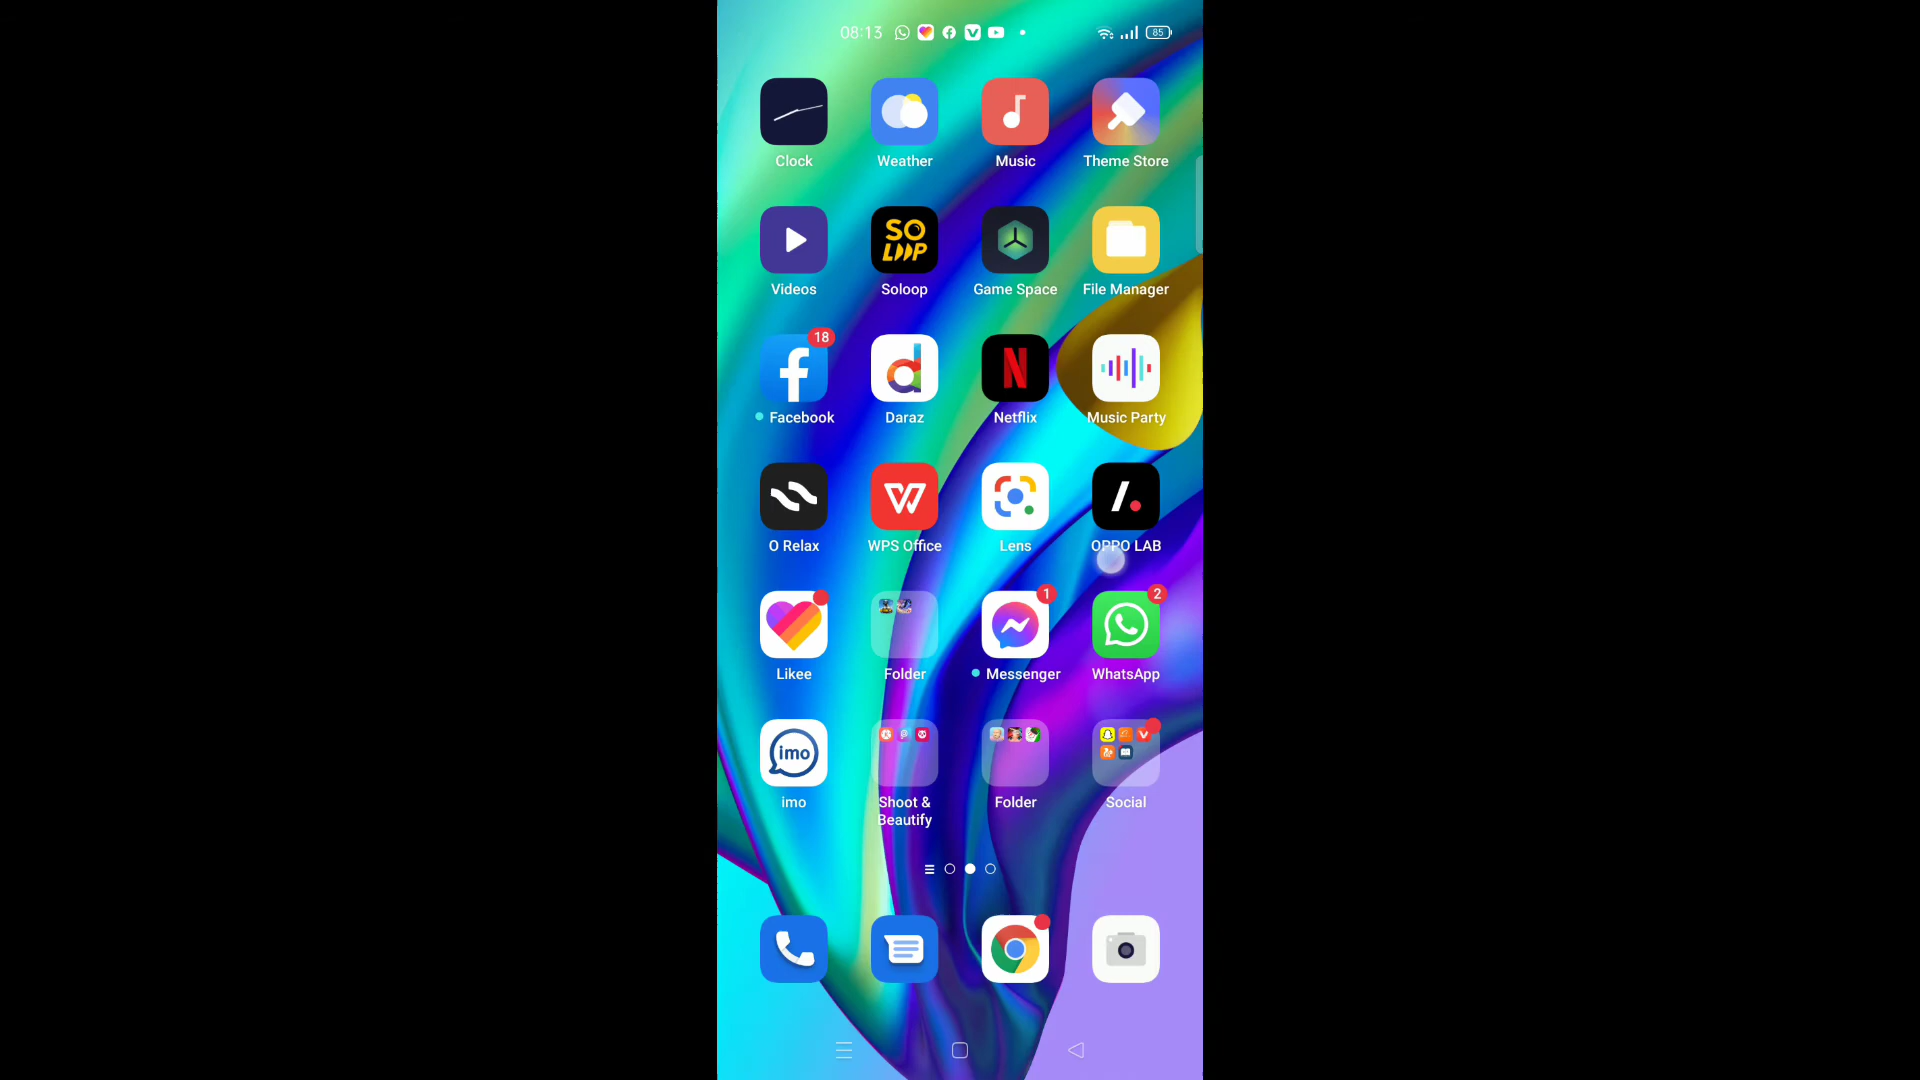 08:13
85
Clock Weather Music Theme Store
SO
LOOP
Videos Soloop Game Space File Manager
18
Facebook Daraz Netflix Music Party
O Relax WPS Office Lens OPPO LAB
1 2
Likee Folder Messenger WhatsApp
imo
imo Shoot & Folder Social
Beautify